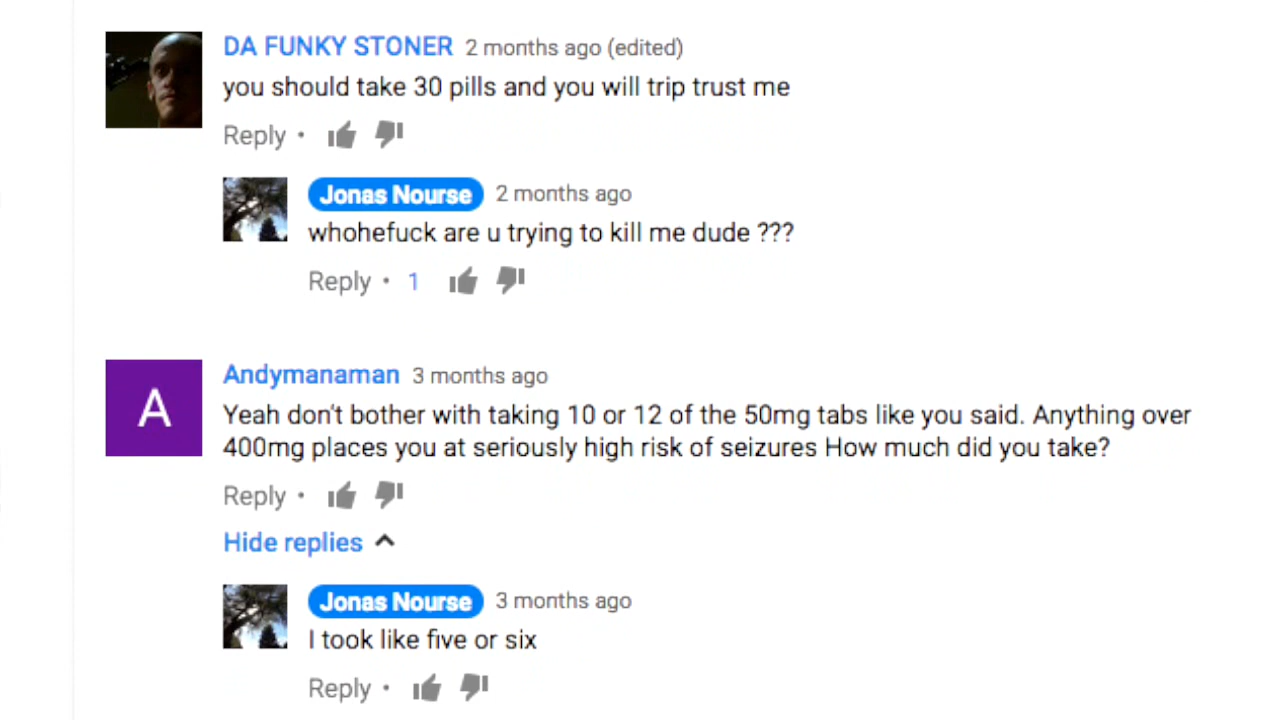 DA FUNKY STONER 2 months ago (edited)
you should take 30 pills and you will trip trust me
Reply •
Jonas Nourse 2 months ago
whohefuck are u trying to kill me dude ???
Reply • 1
A
Andymanaman 3 months ago
Yeah don't bother with taking 10 or 12 of the 50mg tabs like you said. Anything over
400mg places you at seriously high risk of seizures How much did you take?
Reply •
Hide replies
Jonas Nourse 3 months ago
I took like five or six
Reply •